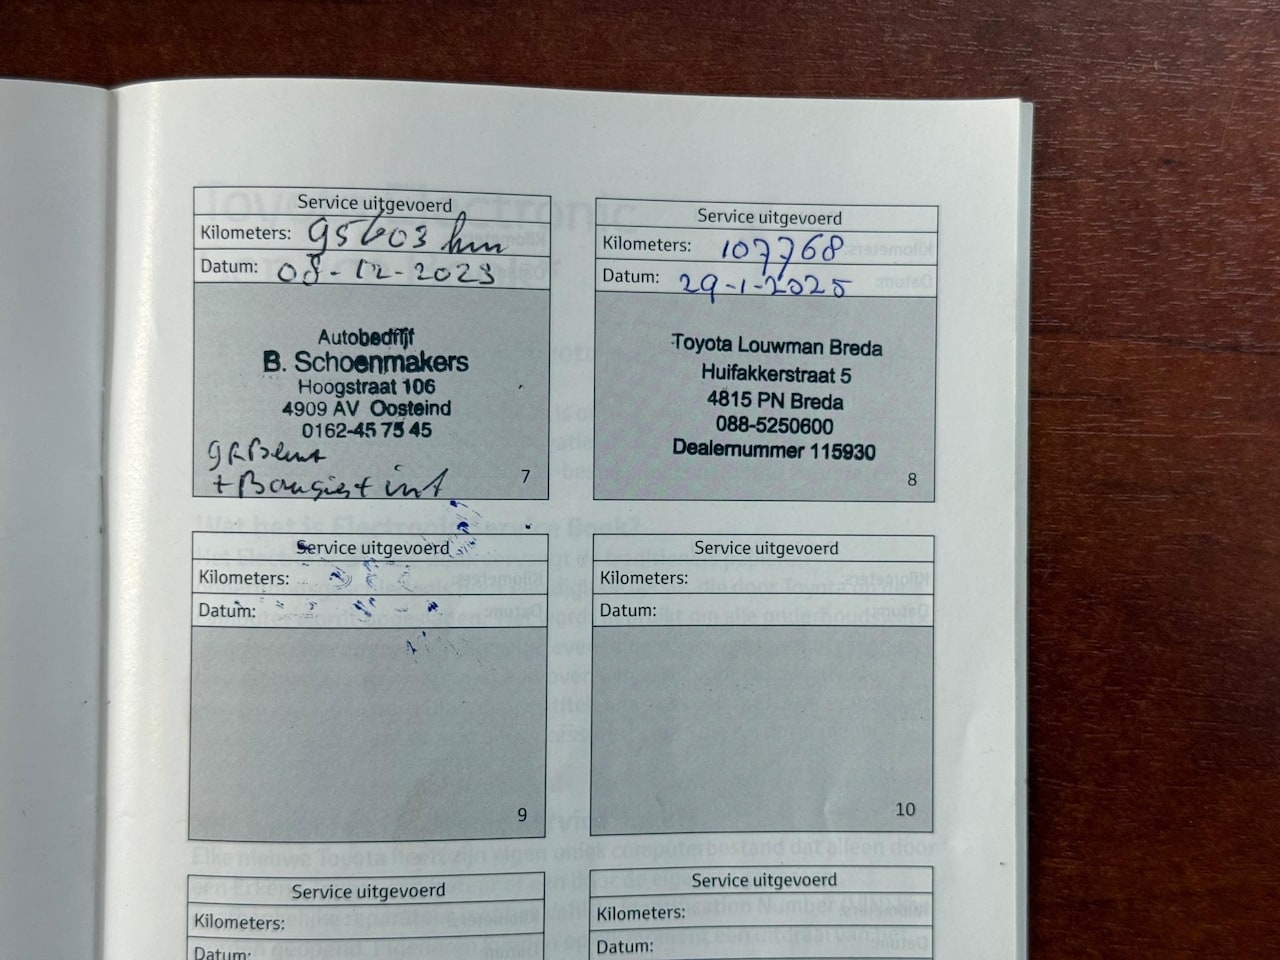 Service uitgevoerd
Kilometers: 95603 km
Datum: 08-12-2023
Autobedrijf
B. Schoenmakers
Hoogstraat 106
4909 AV Oosteind
0162-45 75 45
7
Service uitgevoerd
Kilometers: 107768
Datum: 29-1-2025
Toyota Louwman Breda
Huifakkerstraat 5
4815 PN Breda
088-5250600
Dealernummer 115930
8
Service uitgevoerd
Kilometers:
Datum:
9
Service uitgevoerd
Kilometers:
Datum:
10
Service uitgevoerd
Kilometers:
Datum:
Service uitgevoerd
Kilometers:
Datum: